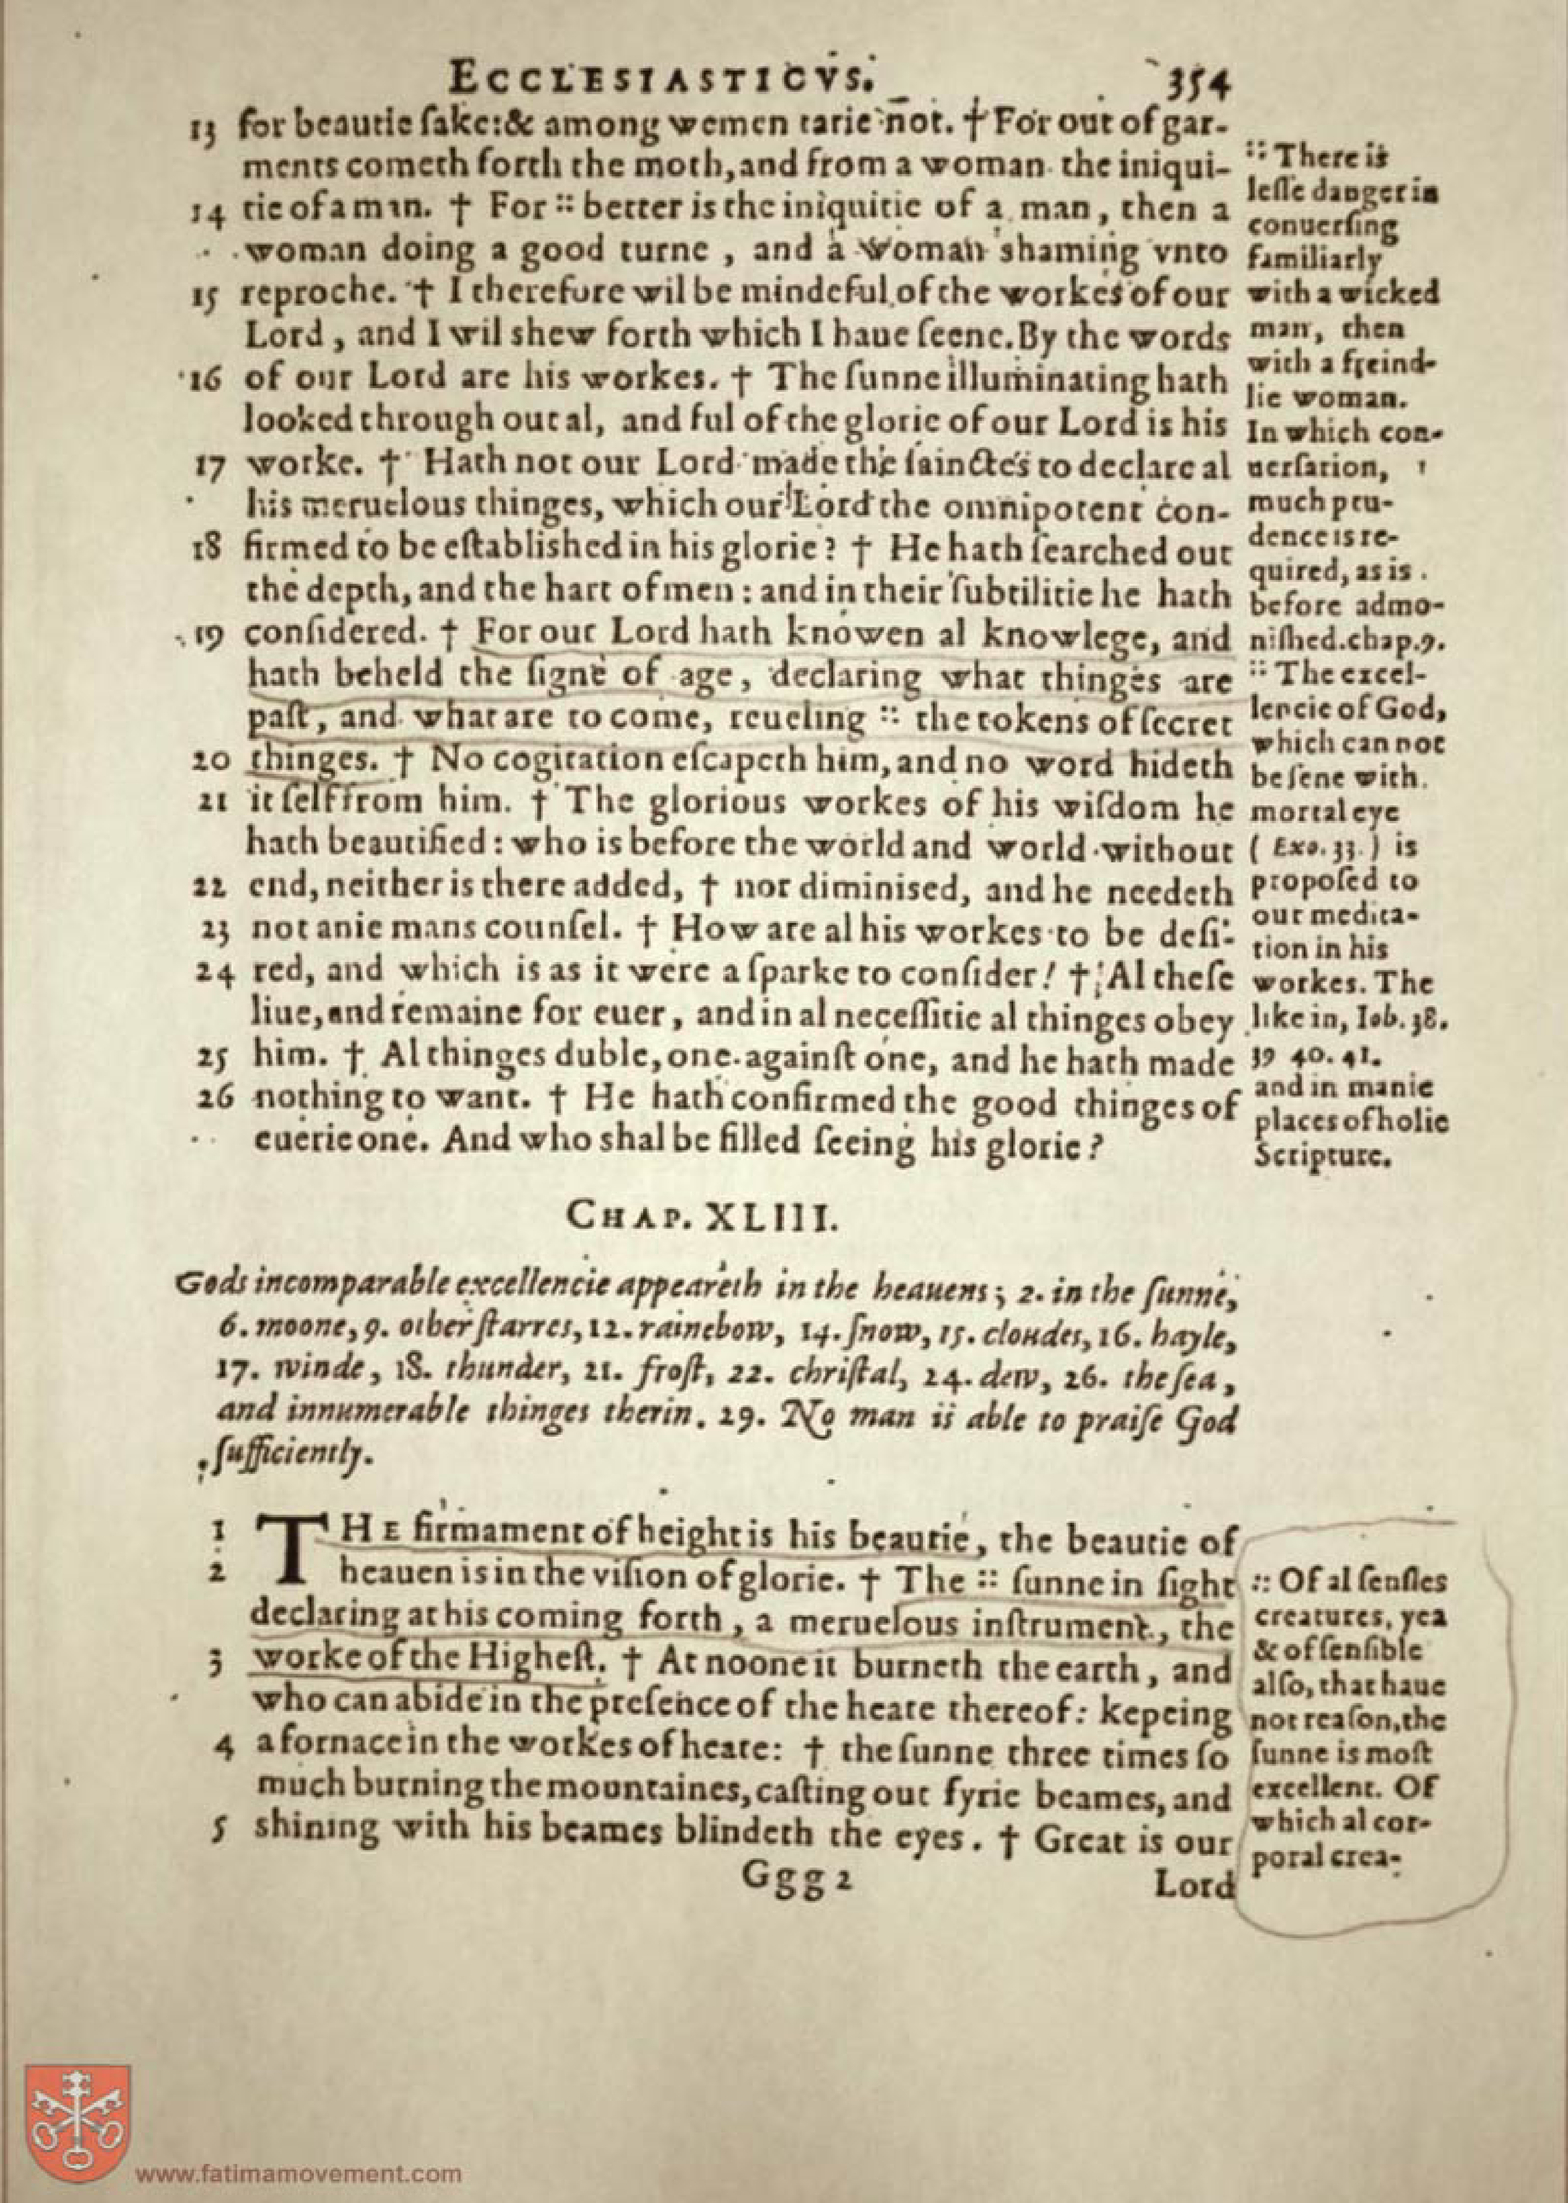 ECCLESIASTICVS. 354
13 for beautie ſake:& among wemen tarie not. † For out of gar-
ments cometh forth the moth, and from a woman the iniqui-
14 tie of a man. † For :: better is the iniquitie of a man, then a
woman doing a good turne, and a woman shaming vnto
15 reproche. † I therefore wil be mindeful of the workes of our
Lord, and I wil shew forth which I haue ſeene. By the words
16 of our Lord are his workes. † The ſunne illuminating hath
looked through out al, and ful of the glorie of our Lord is his
17 worke. † Hath not our Lord made the ſainctes to declare al
his meruelous thinges, which our Lord the omnipotent con-
18 firmed to be eſtablished in his glorie? † He hath ſearched out
the depth, and the hart of men: and in their ſubtilitie he hath
19 conſidered. † For our Lord hath knowen al knowlege, and
hath beheld the ſigne of age, declaring what thinges are
paſt, and what are to come, reueling :: the tokens of ſecret
20 thinges. † No cogitation eſcapeth him, and no word hideth
21 it ſelf from him. † The glorious workes of his wiſdom he
hath beautified: who is before the world and world without
22 end, neither is there added, † nor diminised, and he needeth
23 not anie mans counſel. † How are al his workes to be deſi-
24 red, and which is as it were a ſparke to conſider! † Al theſe
liue, and remaine for euer, and in al neceſſitie al thinges obey
25 him. † Al thinges duble, one againſt one, and he hath made
26 nothing to want. † He hath confirmed the good thinges of
euerie one. And who shal be filled ſeeing his glorie?
:: There is
leſſe danger in
conuerſing
familiarly
with a wicked
man, then
with a freind-
lie woman.
In which con-
uerſation,
much pru-
dence is re-
quired, as is
before admo-
niſhed. chap. 9.
:: The excel-
lencie of God,
which can not
be ſene with
mortal eye
( Exo. 33. ) is
propoſed to
our medita-
tion in his
workes. The
like in, Iob. 38.
39 40. 41.
and in manie
places of holie
Scripture.
CHAP. XLIII.
Gods incomparable excellencie appeareth in the heauens; 2. in the ſunne,
6. moone, 9. other ſtarres, 12. rainebow, 14. ſnow, 15. cloudes, 16. hayle,
17. winde, 18. thunder, 21. froſt, 22. chriſtal, 24. dew, 26. the ſea,
and innumerable thinges therin. 29. No man is able to praiſe God
ſufficiently.
1 THE firmament of height is his beautie, the beautie of
2 heauen is in the viſion of glorie. † The :: ſunne in ſight
declaring at his coming forth, a meruelous inſtrument, the
3 worke of the Higheſt. † At noone it burneth the earth, and
who can abide in the preſence of the heate thereof: kepeing
4 a fornace in the workes of heate: † the ſunne three times ſo
much burning the mountaines, caſting out fyrie beames, and
5 shining with his beames blindeth the eyes. † Great is our
:: Of al ſenſles
creatures, yea
& of ſenſible
alſo, that haue
not reaſon, the
ſunne is moſt
excellent. Of
which al cor-
poral crea-
Ggg 2 Lord
www.fatimamovement.com